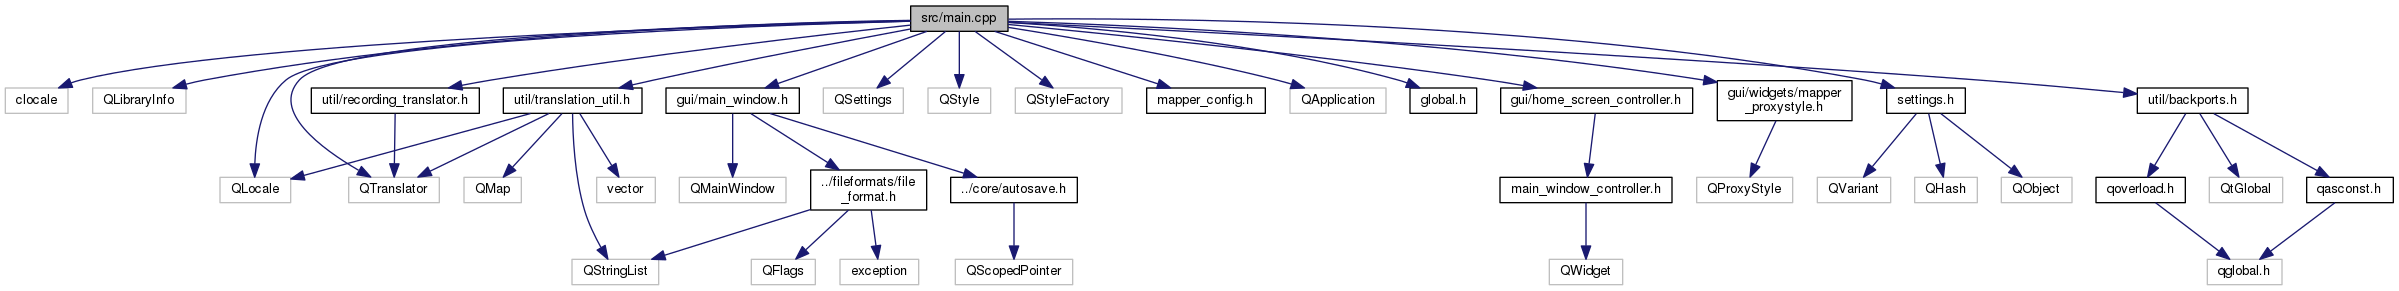 src/main.cpp
clocale
QLibraryInfo
util/recording_translator.h
util/translation_util.h
gui/main_window.h
QSettings
QStyle
QStyleFactory
mapper_config.h
QApplication
global.h
gui/home_screen_controller.h
gui/widgets/mapper
_proxystyle.h
settings.h
util/backports.h
QLocale
QTranslator
QMap
vector
QMainWindow
../fileformats/file
_format.h
../core/autosave.h
main_window_controller.h
QProxyStyle
QVariant
QHash
QObject
qoverload.h
QtGlobal
qasconst.h
QStringList
QFlags
exception
QScopedPointer
QWidget
qglobal.h